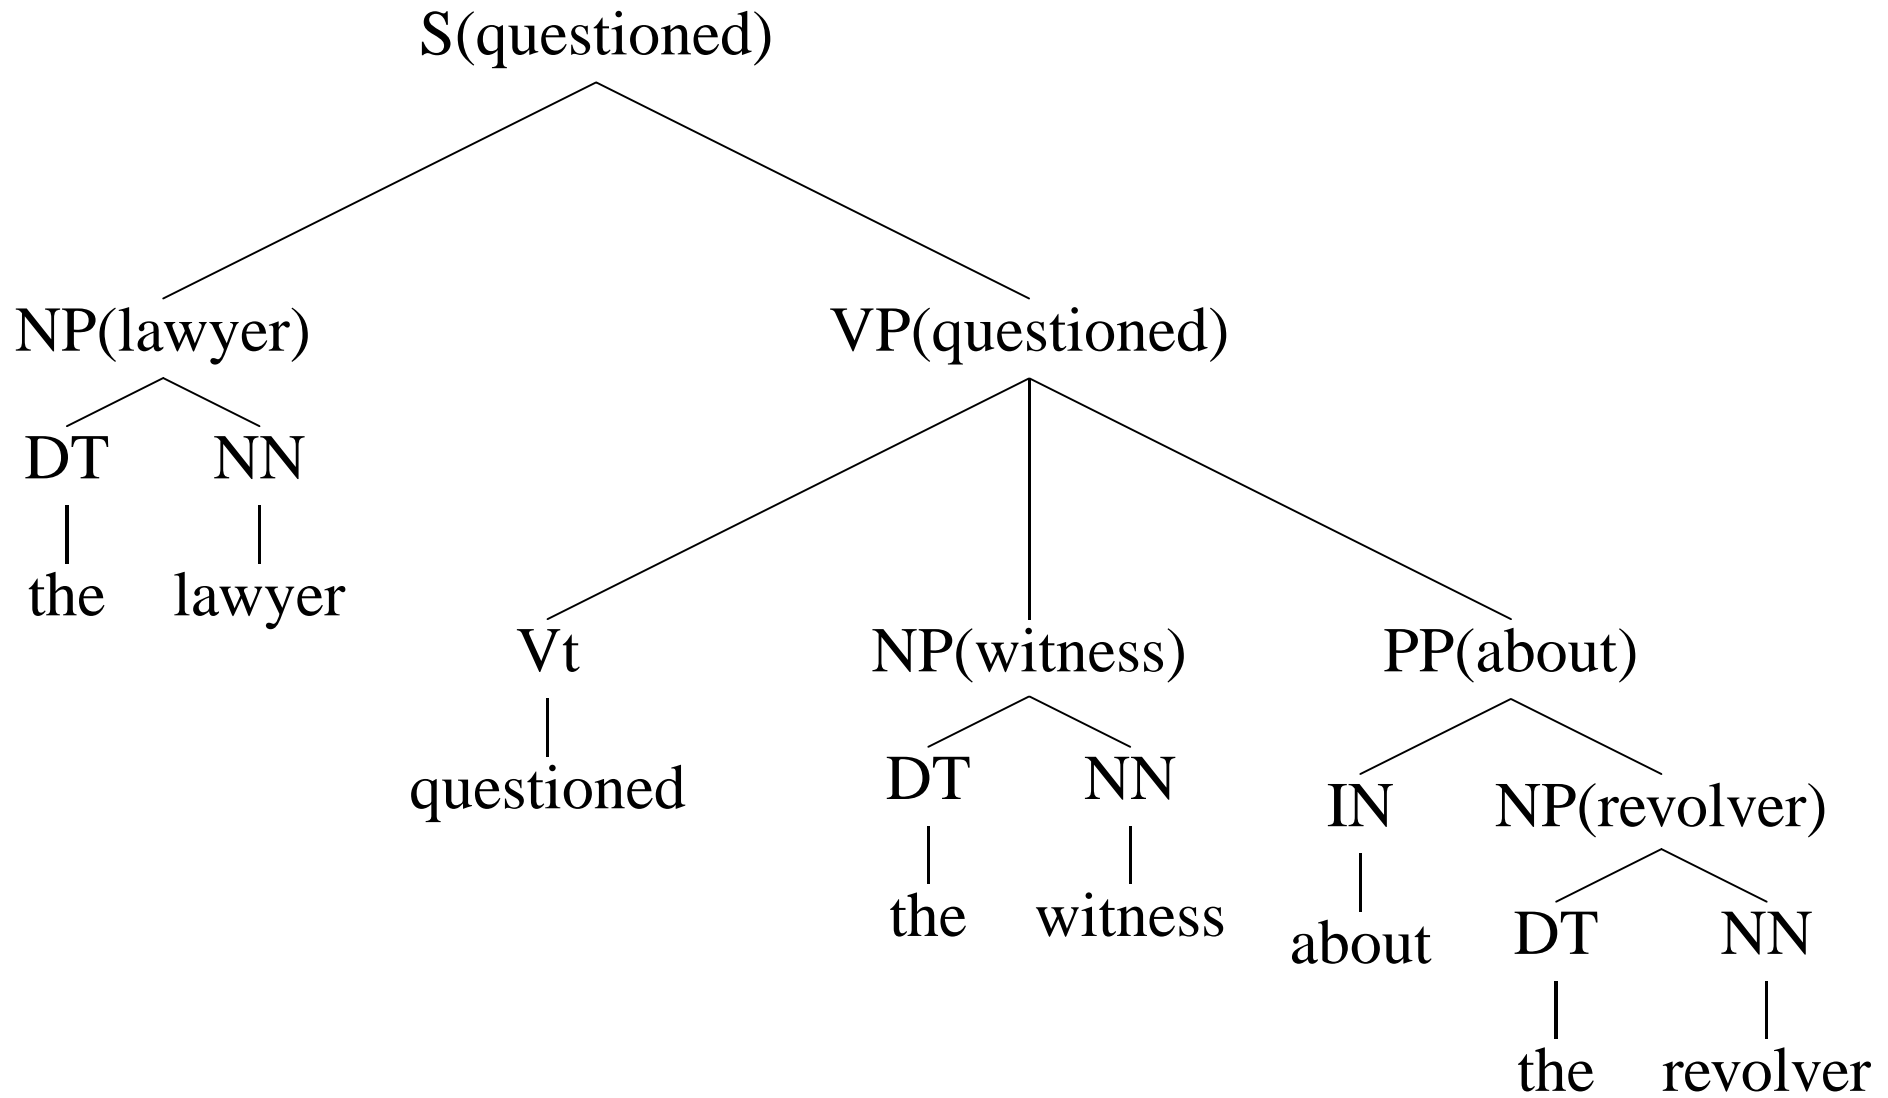 S(questioned)
NP(lawyer) VP(questioned)
DT NN
the lawyer
Vt NP(witness) PP(about)
questioned DT NN IN NP(revolver)
the witness about DT NN
the revolver